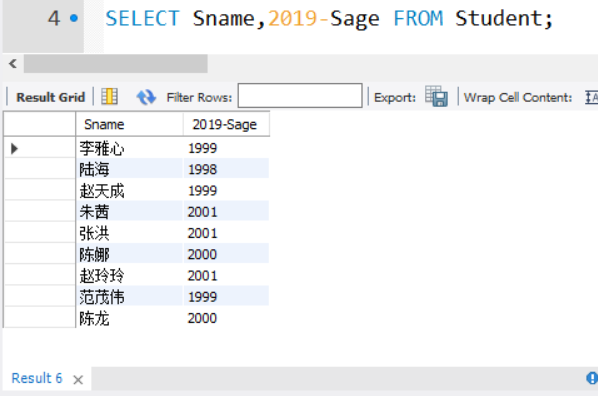 4 SELECT Sname,2019-Sage FROM Student;
Result Grid Filter Rows: Export: Wrap Cell Content:
Sname 2019-Sage
李雅心 1999
陆海 1998
赵天成 1999
朱茜 2001
张洪 2001
陈娜 2000
赵玲玲 2001
范茂伟 1999
陈龙 2000
Result 6